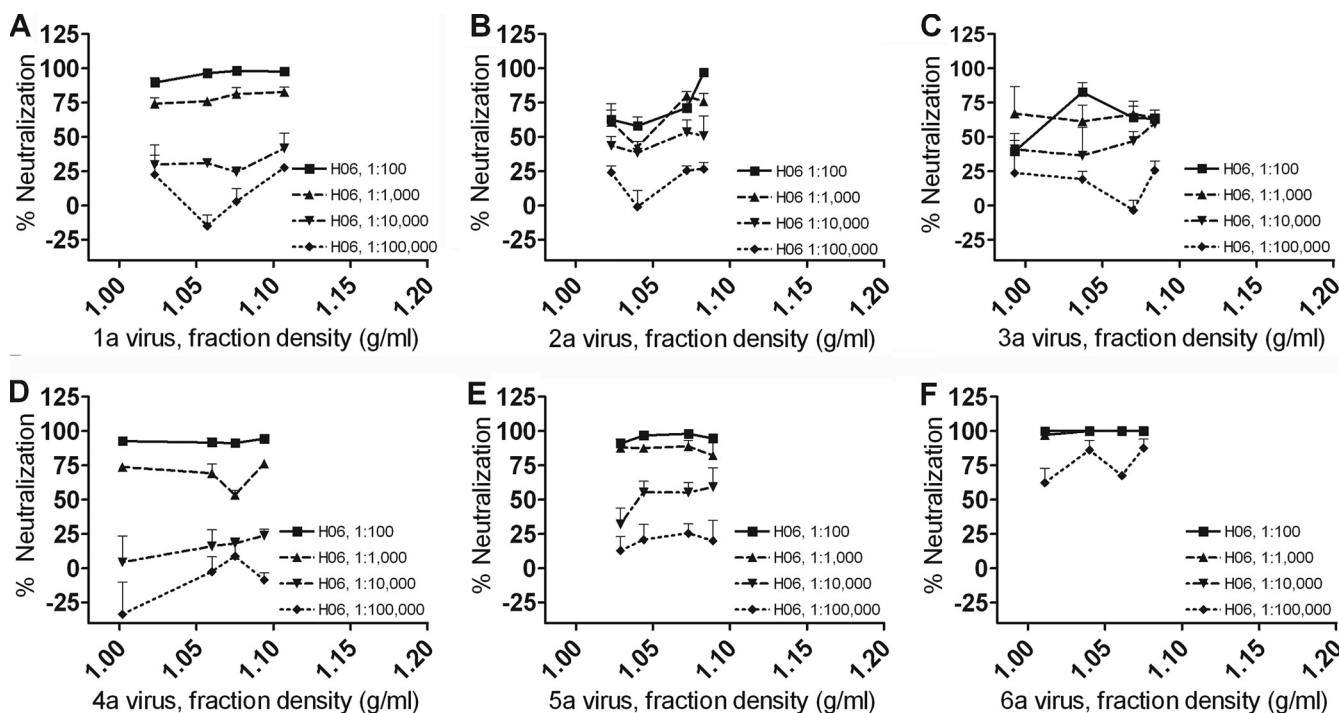 A
% Neutralization
125
100
75
50
25
0
-25
H06, 1:100
H06, 1:1,000
H06, 1:10,000
H06, 1:100,000
1.00
1.05
1.10
1.15
1.20
1a virus, fraction density (g/ml)
B
% Neutralization
125
100
75
50
25
0
-25
H06 1:100
H06 1:1,000
H06 1:10,000
H06 1:100,000
1.00
1.05
1.10
1.15
1.20
2a virus, fraction density (g/ml)
C
% Neutralization
125
100
75
50
25
0
-25
H06, 1:100
H06, 1:1,000
H06, 1:10,000
H06, 1:100,000
1.00
1.05
1.10
1.15
1.20
3a virus, fraction density (g/ml)
D
% Neutralization
125
100
75
50
25
0
-25
H06, 1:100
H06, 1:1,000
H06, 1:10,000
H06, 1:100,000
1.00
1.05
1.10
1.15
1.20
4a virus, fraction density (g/ml)
E
% Neutralization
125
100
75
50
25
0
-25
H06, 1:100
H06, 1:1,000
H06, 1:10,000
H06, 1:100,000
1.00
1.05
1.10
1.15
1.20
5a virus, fraction density (g/ml)
F
% Neutralization
125
100
75
50
25
0
-25
H06, 1:100
H06, 1:1,000
H06, 1:10,000
H06, 1:100,000
1.00
1.05
1.10
1.15
1.20
6a virus, fraction density (g/ml)